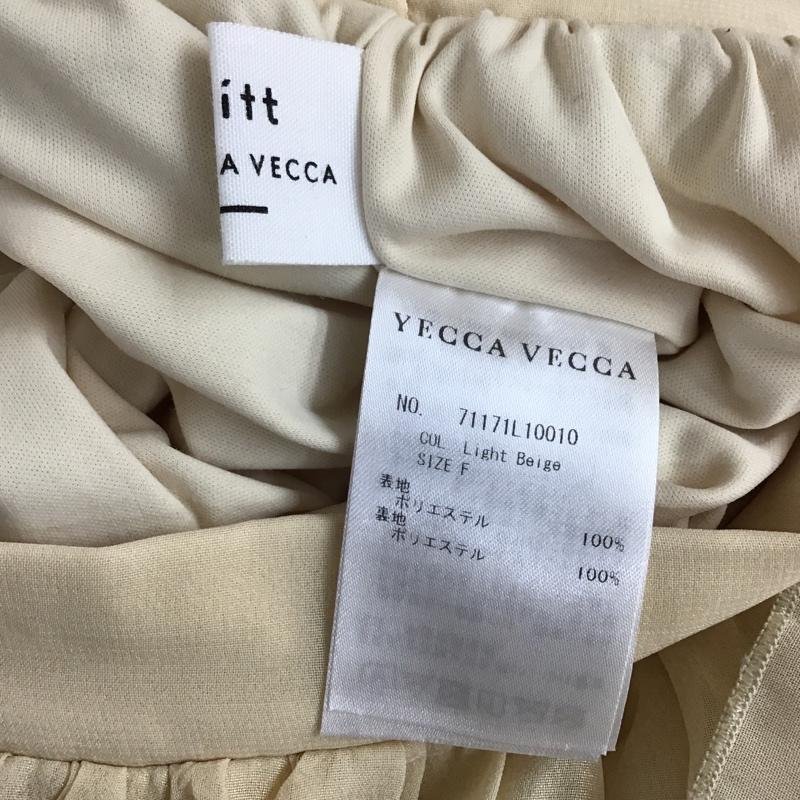 itt
A VECCA
YECCA VECCA
NO. 71171L10010
COL Light Beige
SIZE F
表地
ポリエステル 100%
裏地
ポリエステル 100%